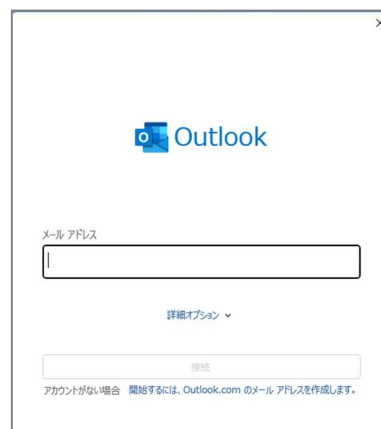 Outlook
メール アドレス
詳細オプション
接続
アカウントがない場合 開始するには、Outlook.com のメール アドレスを作成します。